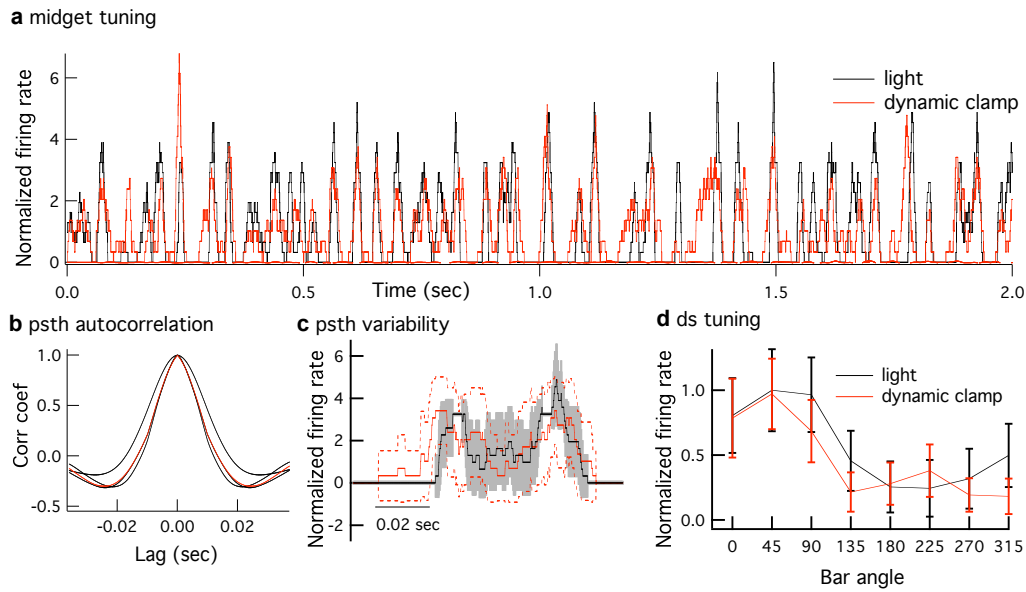 a midget tuning
Normalized firing rate
6
4
2
0
light
dynamic clamp
0.0
0.5
1.0
1.5
2.0
Time (sec)
b psth autocorrelation
Corr coef
1.0
0.5
0.0
-0.5
-0.02
0.00
0.02
Lag (sec)
c psth variability
Normalized firing rate
6
4
2
0
-2
0.02 sec
d ds tuning
Normalized firing rate
1.0
0.5
0.0
light
dynamic clamp
0 45 90 135 180 225 270 315
Bar angle